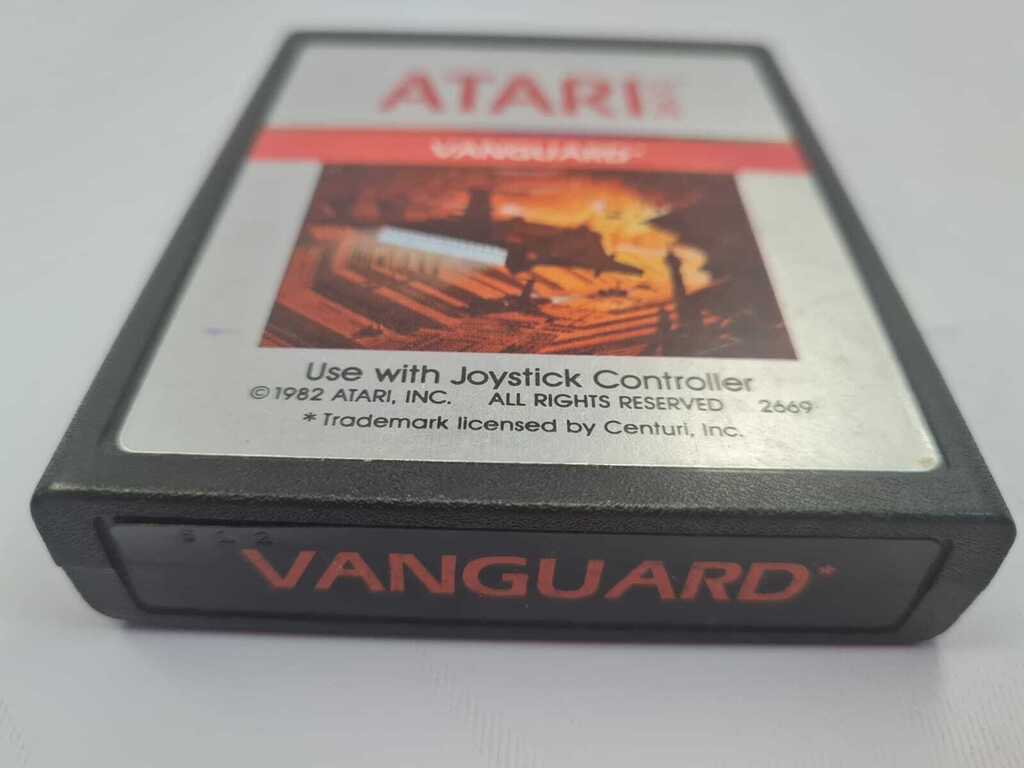 ATARI
VANGUARD
Use with Joystick Controller
© 1982 ATARI, INC. ALL RIGHTS RESERVED 2669
* Trademark licensed by Centuri, Inc.
VANGUARD*